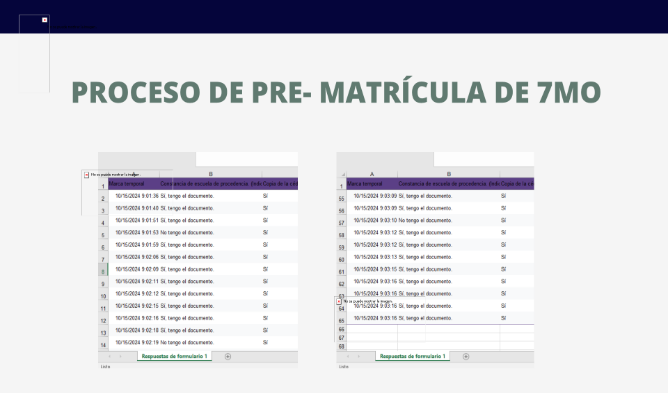 PROCESO DE PRE- MATRÍCULA DE 7MO
No se puede mostrar la imagen.
B
1 Marca temporal Constancia de escuela de procedencia. (Indi Copia de la céd
2 10/15/2024 9:01:36 Sí, tengo el documento. Sí
3 10/15/2024 9:01:40 Sí, tengo el documento. Sí
4 10/15/2024 9:01:51 Sí, tengo el documento. Sí
5 10/15/2024 9:01:53 No tengo el documento. Sí
6 10/15/2024 9:01:59 Sí, tengo el documento. Sí
7 10/15/2024 9:02:06 Sí, tengo el documento. Sí
8 10/15/2024 9:02:09 Sí, tengo el documento. Sí
9 10/15/2024 9:02:11 Sí, tengo el documento. Sí
10 10/15/2024 9:02:12 Sí, tengo el documento. Sí
11 10/15/2024 9:02:15 Sí, tengo el documento. Sí
12 10/15/2024 9:02:16 Sí, tengo el documento. Sí
13 10/15/2024 9:02:18 Sí, tengo el documento. Sí
14 10/15/2024 9:02:19 No tengo el documento. Sí
Respuestas de formulario 1
Listo
A B
1 Marca temporal Constancia de escuela de procedencia. (Indi Copia de la céd
55 10/15/2024 9:03:09 Sí, tengo el documento. Sí
56 10/15/2024 9:03:09 Sí, tengo el documento. Sí
57 10/15/2024 9:03:10 No tengo el documento. Sí
58 10/15/2024 9:03:12 Sí, tengo el documento. Sí
59 10/15/2024 9:03:12 Sí, tengo el documento. Sí
60 10/15/2024 9:03:13 Sí, tengo el documento. Sí
61 10/15/2024 9:03:15 Sí, tengo el documento. Sí
62 10/15/2024 9:03:15 Sí, tengo el documento. Sí
63 10/15/2024 9:03:16 Sí, tengo el documento. Sí
No se puede mostrar la imagen.
64 10/15/2024 9:03:16 Sí, tengo el documento. Sí
65 10/15/2024 9:03:16 Sí, tengo el documento. Sí
66
67
68
Respuestas de formulario 1
Listo